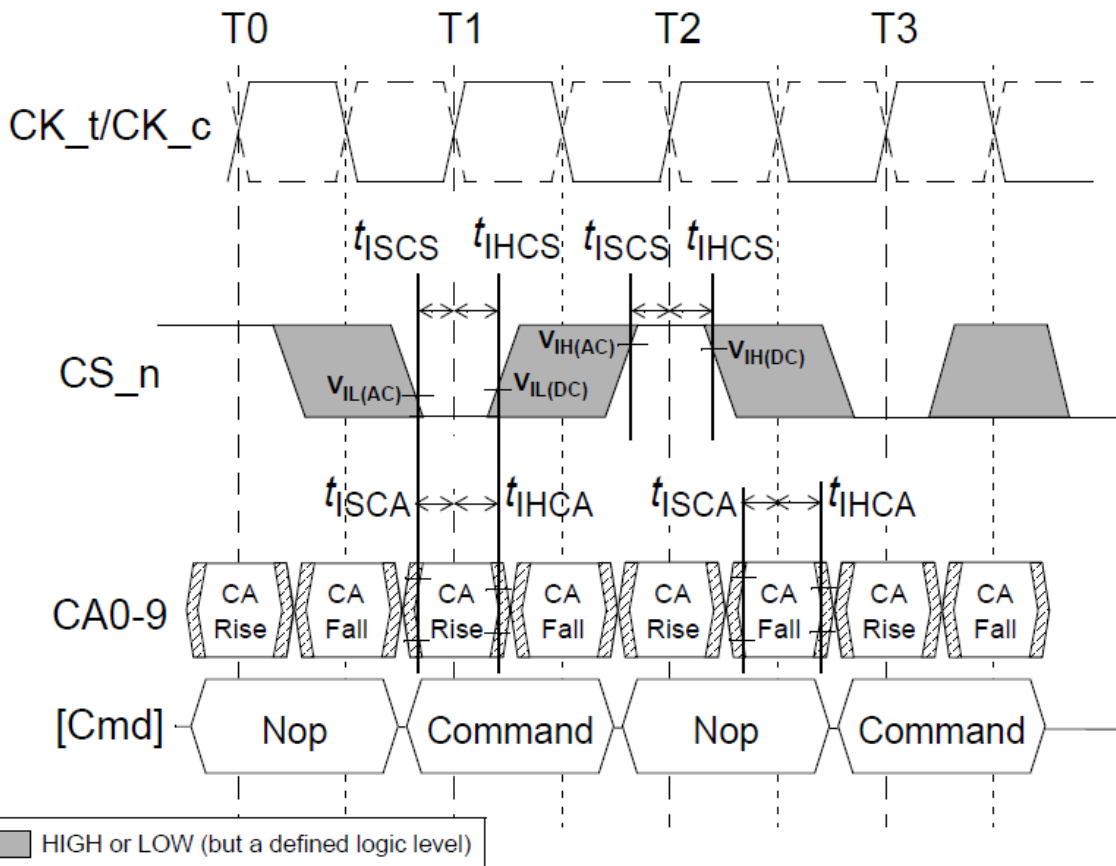 T0 T1 T2 T3
CK_t/CK_c
tISCS tIHCS tISCS tIHCS
CS_n
VIL(AC) VIL(DC) VIH(AC) VIH(DC)
tISCA tIHCA tISCA tIHCA
CA0-9
CA Rise CA Fall CA Rise CA Fall CA Rise CA Fall CA Rise CA Fall
[Cmd] Nop Command Nop Command
HIGH or LOW (but a defined logic level)